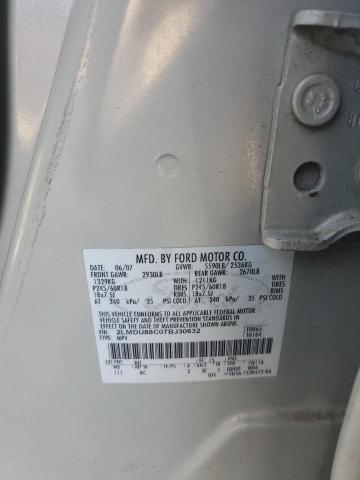 MFD. BY FORD MOTOR CO.
06/07 GVWR: 5590LB/ 2536KG
FRONT GAWR: 2930LB REAR GAWR: 2670LB
1329KG 1211KG
P245/60R18 P245/60R18
18x7.5J 18x7.5J
AT 240 kPa/ 35 PSI COLD AT 240 kPa/ 35 PSI COLD
THIS VEHICLE CONFORMS TO ALL APPLICABLE FEDERAL MOTOR VEHICLE
SAFETY AND THEFT PREVENTION STANDARDS IN EFFECT ON THE DATE OF
MANUFACTURE SHOWN ABOVE.
VIN: 2LMDU88C07BJ30632 F0065
TYPE: MPV T0164